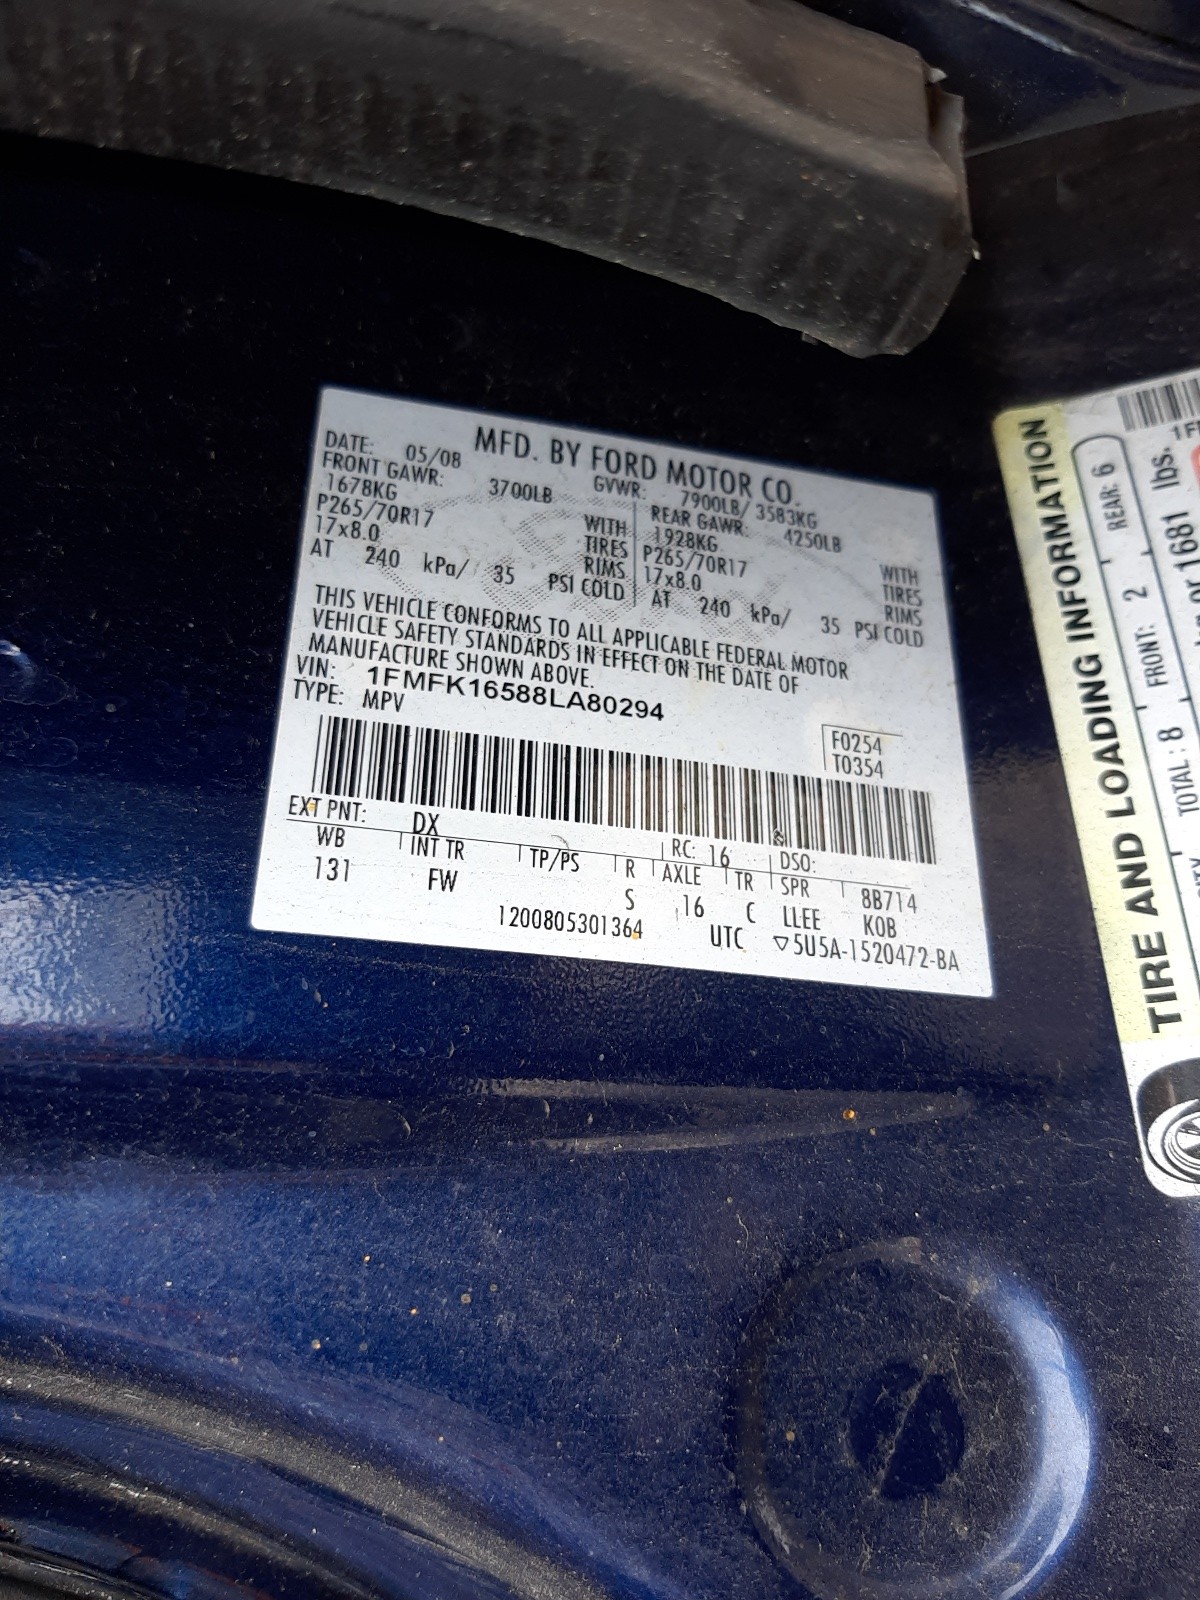 MFD. BY FORD MOTOR CO.
DATE: 05/08 GVWR: 7900LB/ 3583KG
FRONT GAWR: 3700LB REAR GAWR: 4250LB
1678KG WITH 1928KG WITH
P265/70R17 TIRES P265/70R17 TIRES
17x8.0 RIMS 17x8.0 RIMS
AT 240 kPa/ 35 PSI COLD AT 240 kPa/ 35 PSI COLD
THIS VEHICLE CONFORMS TO ALL APPLICABLE FEDERAL MOTOR
VEHICLE SAFETY STANDARDS IN EFFECT ON THE DATE OF
MANUFACTURE SHOWN ABOVE.
VIN: 1FMFK16588LA80294
TYPE: MPV
F0254
T0354
EXT PNT: DX RC: 16 DSO:
WB INT TR TP/PS R AXLE TR SPR 8B714
131 FW S 16 C LLEE K0B
1200805301364 UTC ▽5U5A-1520472-BA
TIRE AND LOADING INFORMATION
TOTAL: 8 FRONT: 2 REAR: 6
or 1681 lbs.